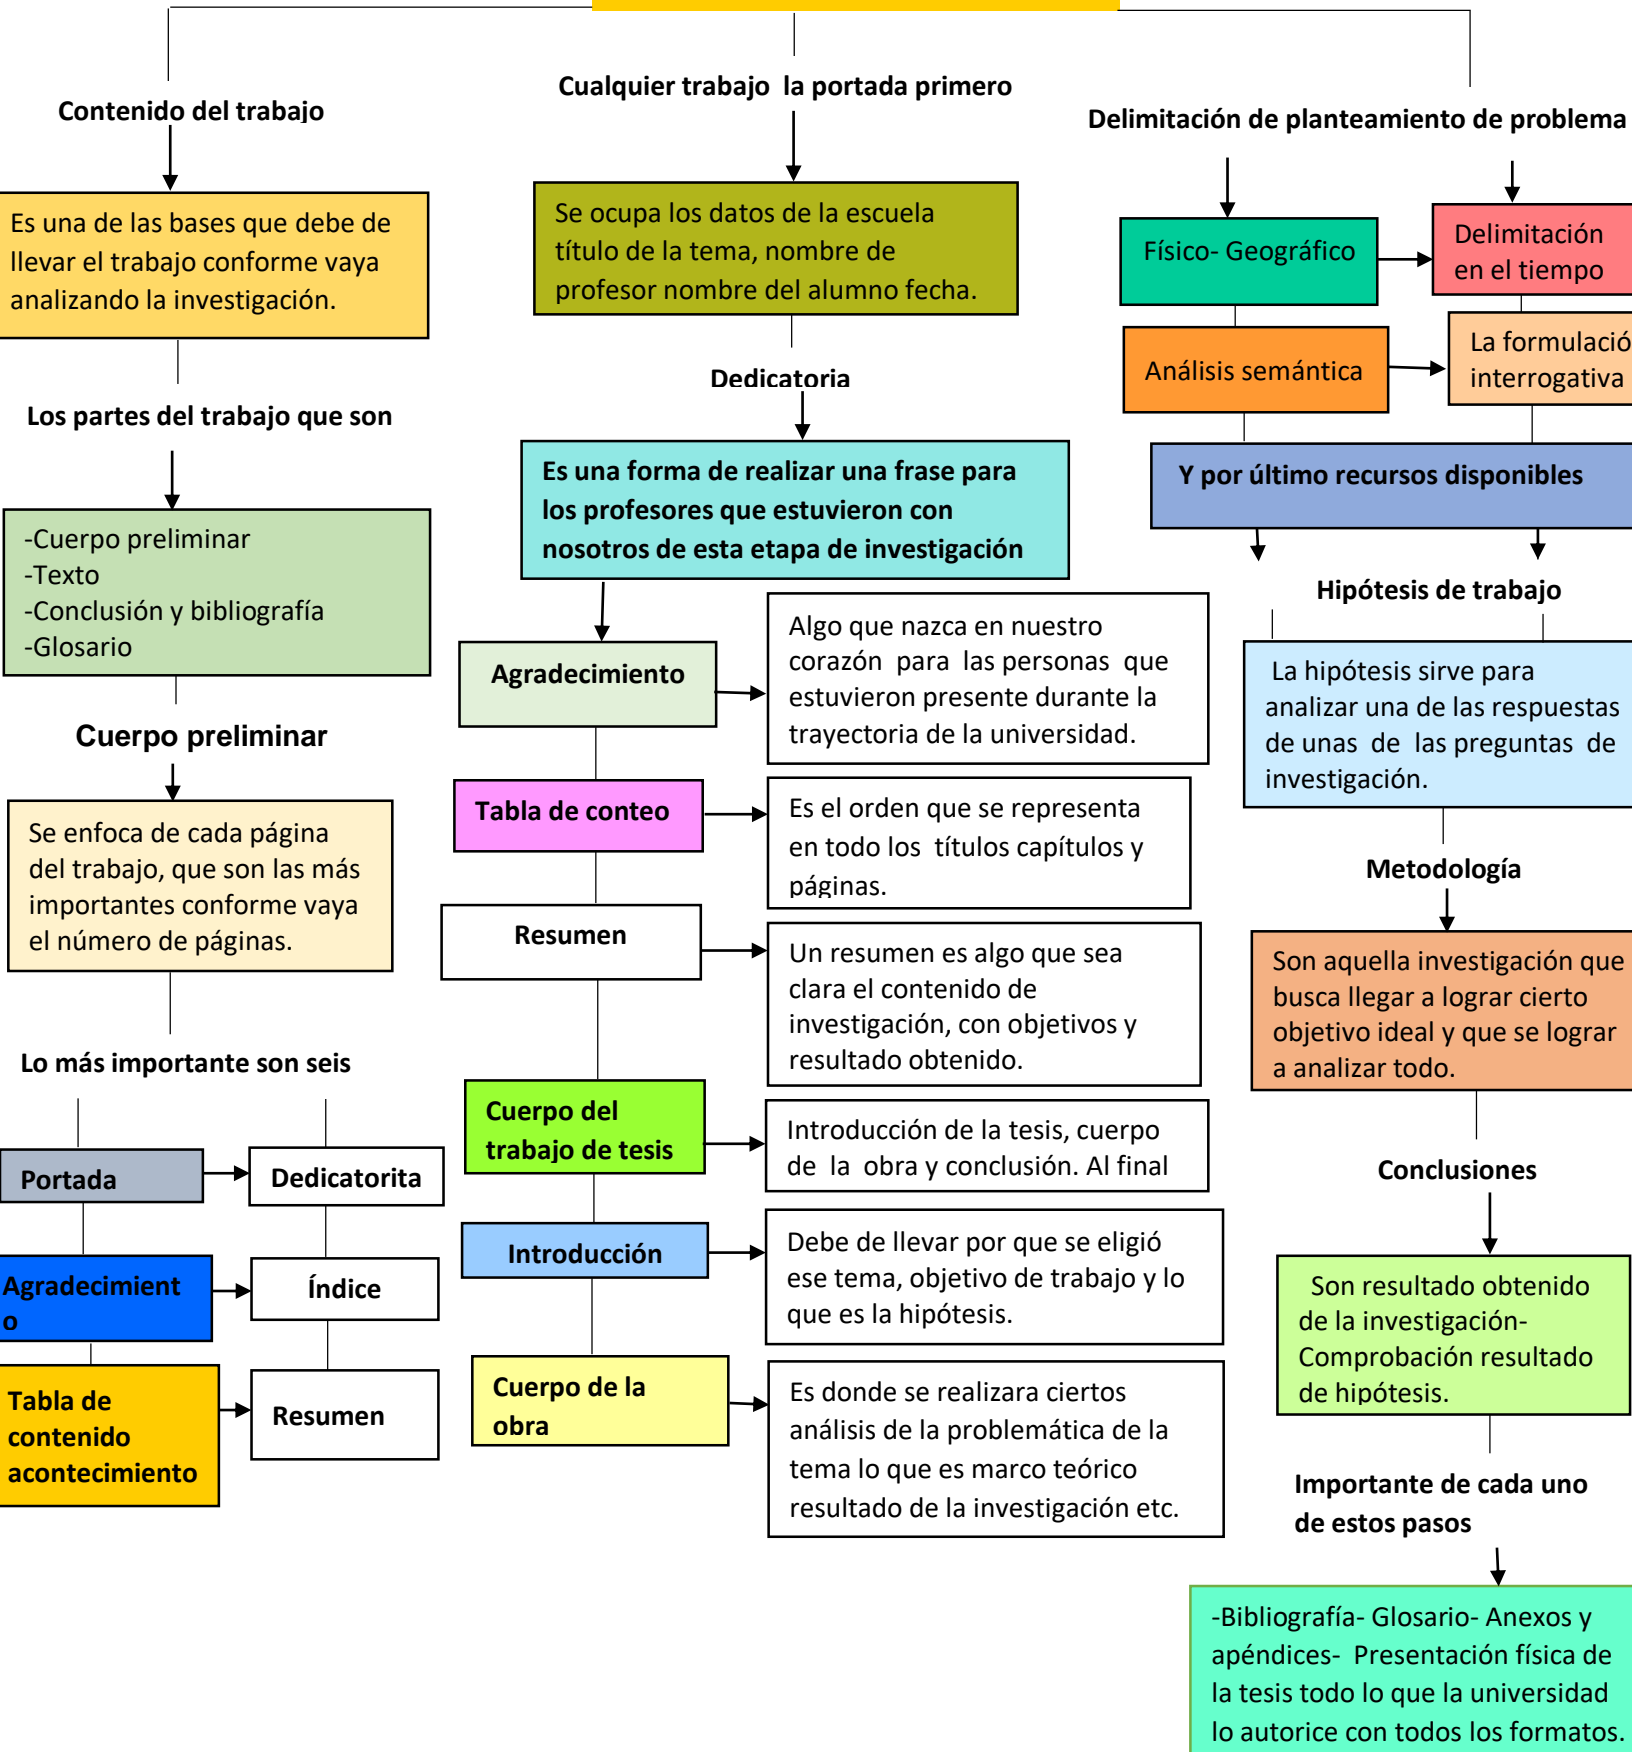 Contenido del trabajo
Es una de las bases que debe de
llevar el trabajo conforme vaya
analizando la investigación.
Los partes del trabajo que son
-Cuerpo preliminar
-Texto
-Conclusión y bibliografía
-Glosario
Cuerpo preliminar
Se enfoca de cada página
del trabajo, que son las más
importantes conforme vaya
el número de páginas.
Lo más importante son seis
Portada
Dedicatorita
Agradecimient
o
Índice
Tabla de
contenido
acontecimiento
Resumen
Cualquier trabajo la portada primero
Se ocupa los datos de la escuela
título de la tema, nombre de
profesor nombre del alumno fecha.
Dedicatoria
Es una forma de realizar una frase para
los profesores que estuvieron con
nosotros de esta etapa de investigación
Agradecimiento
Algo que nazca en nuestro
corazón para las personas que
estuvieron presente durante la
trayectoria de la universidad.
Tabla de conteo
Es el orden que se representa
en todo los títulos capítulos y
páginas.
Resumen
Un resumen es algo que sea
clara el contenido de
investigación, con objetivos y
resultado obtenido.
Cuerpo del
trabajo de tesis
Introducción de la tesis, cuerpo
de la obra y conclusión. Al final
Introducción
Debe de llevar por que se eligió
ese tema, objetivo de trabajo y lo
que es la hipótesis.
Cuerpo de la
obra
Es donde se realizara ciertos
análisis de la problemática de la
tema lo que es marco teórico
resultado de la investigación etc.
Delimitación de planteamiento de problema
Físico- Geográfico
Delimitación
en el tiempo
Análisis semántica
La formulació
interrogativa
Y por último recursos disponibles
Hipótesis de trabajo
La hipótesis sirve para
analizar una de las respuestas
de unas de las preguntas de
investigación.
Metodología
Son aquella investigación que
busca llegar a lograr cierto
objetivo ideal y que se lograr
a analizar todo.
Conclusiones
Son resultado obtenido
de la investigación-
Comprobación resultado
de hipótesis.
Importante de cada uno
de estos pasos
-Bibliografía- Glosario- Anexos y
apéndices- Presentación física de
la tesis todo lo que la universidad
lo autorice con todos los formatos.